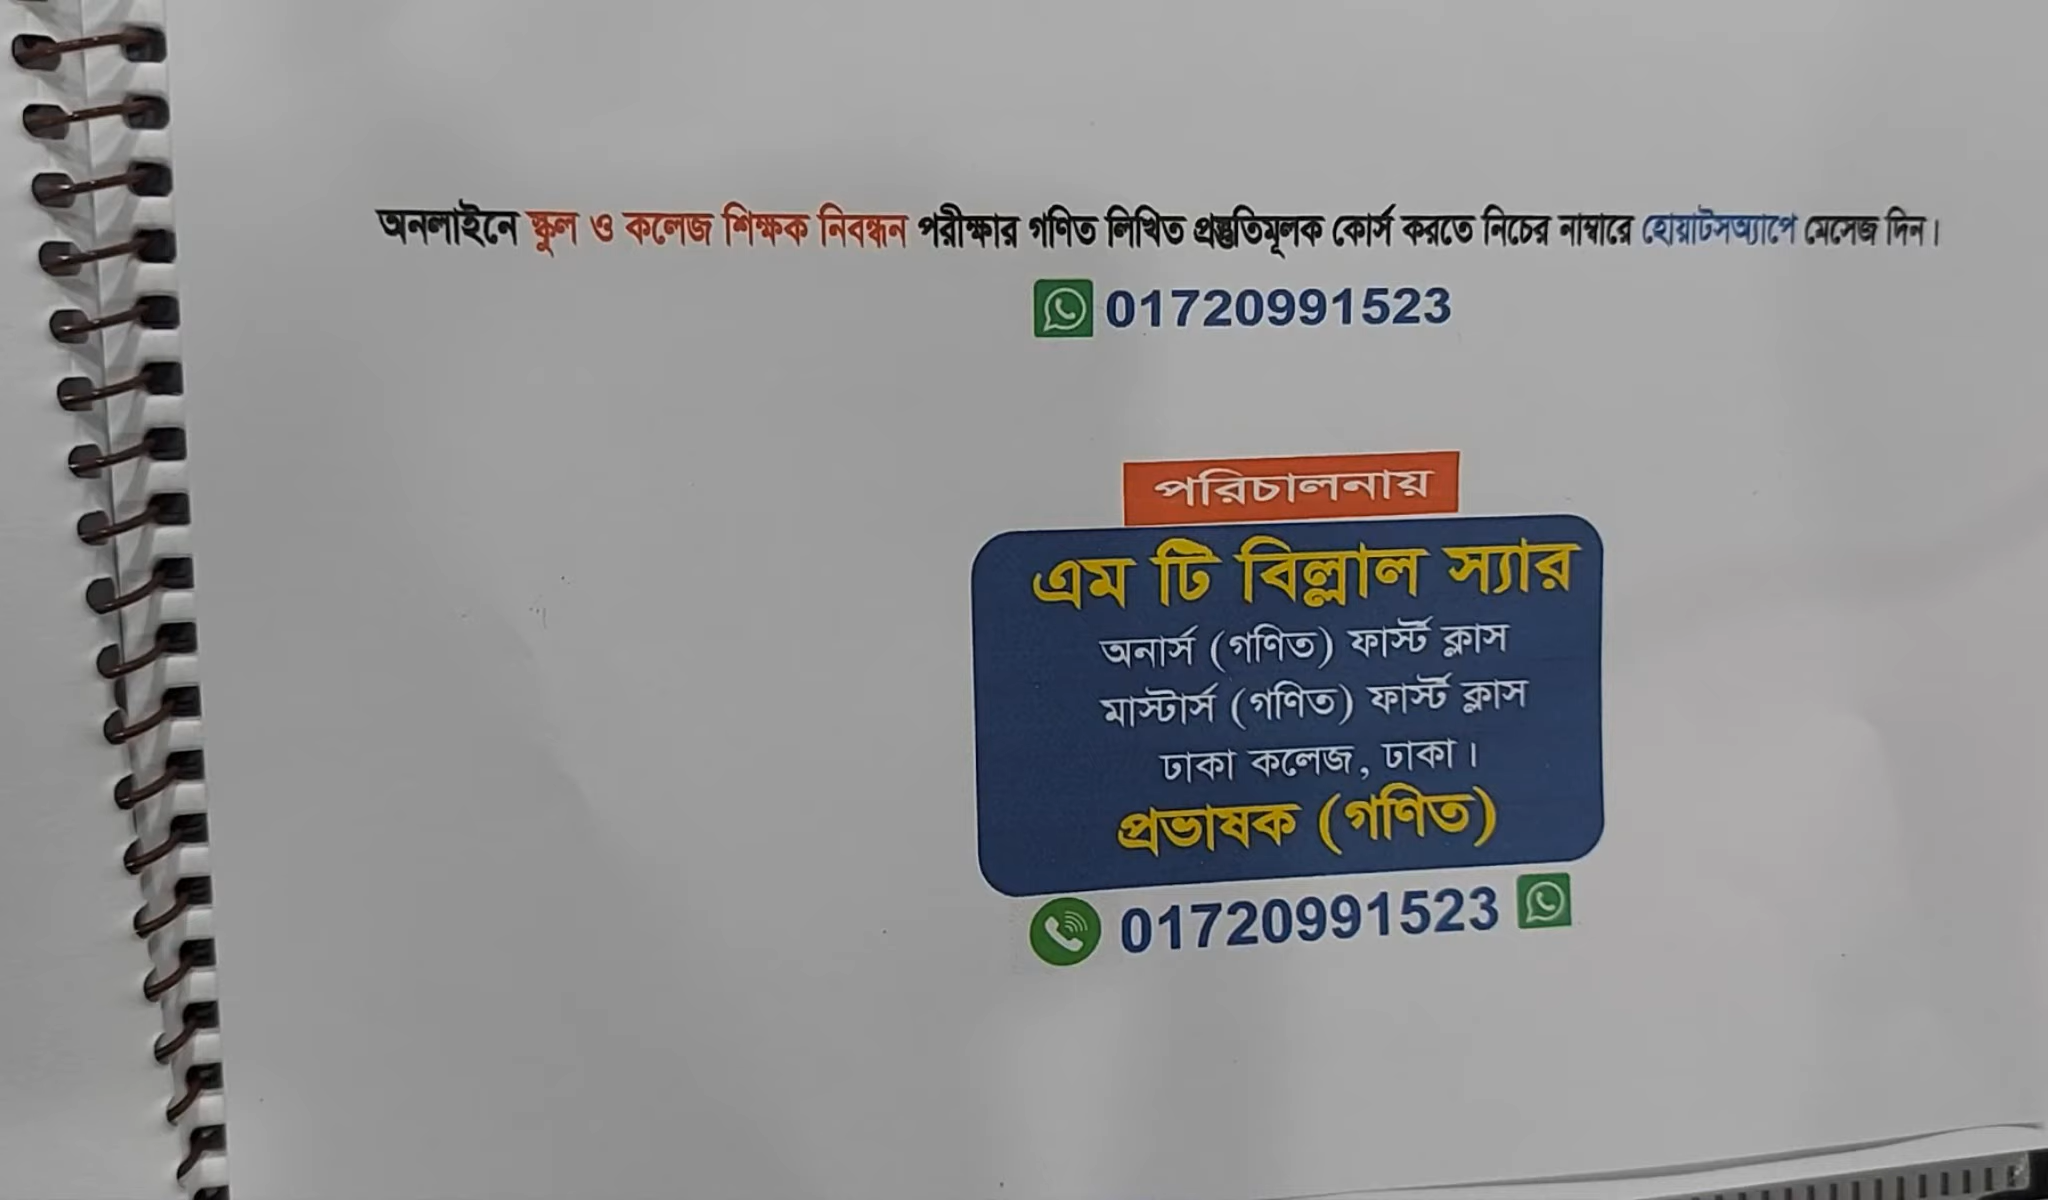 অনলাইনে স্কুল ও কলেজ শিক্ষক নিবন্ধন পরীক্ষার গণিত লিখিত প্রস্তুতিমূলক কোর্স করতে নিচের নাম্বারে হোয়াটসঅ্যাপে মেসেজ দিন।
01720991523
পরিচালনায়
এম টি বিল্লাল স্যার
অনার্স (গণিত) ফার্স্ট ক্লাস
মাস্টার্স (গণিত) ফার্স্ট ক্লাস
ঢাকা কলেজ, ঢাকা।
প্রভাষক (গণিত)
01720991523